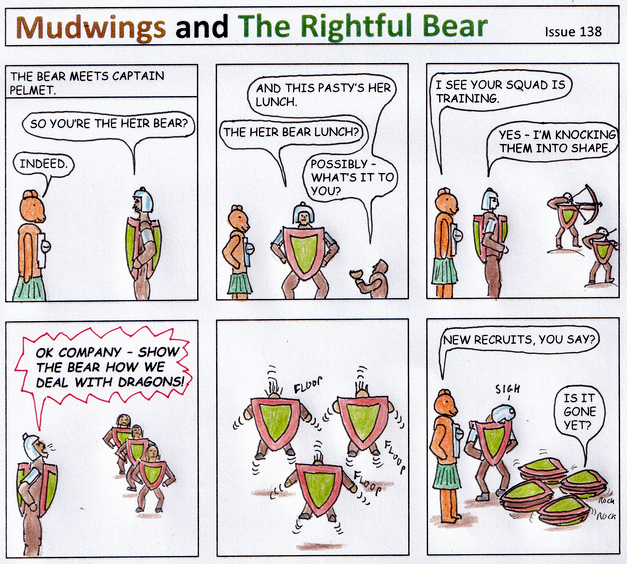 Mudwings and The Rightful Bear
Issue 138
THE BEAR MEETS CAPTAIN
PELMET.
SO YOU'RE THE HEIR BEAR?
INDEED.
AND THIS PASTY'S HER
LUNCH.
THE HEIR BEAR LUNCH?
POSSIBLY -
WHAT'S IT TO
YOU?
I SEE YOUR SQUAD IS
TRAINING.
YES - I'M KNOCKING
THEM INTO SHAPE.
OK COMPANY - SHOW
THE BEAR HOW WE
DEAL WITH DRAGONS!
FLOOP
FLOOP
FLOOP
NEW RECRUITS, YOU SAY?
SIGH
IS IT
GONE
YET?
ROCK
ROCK